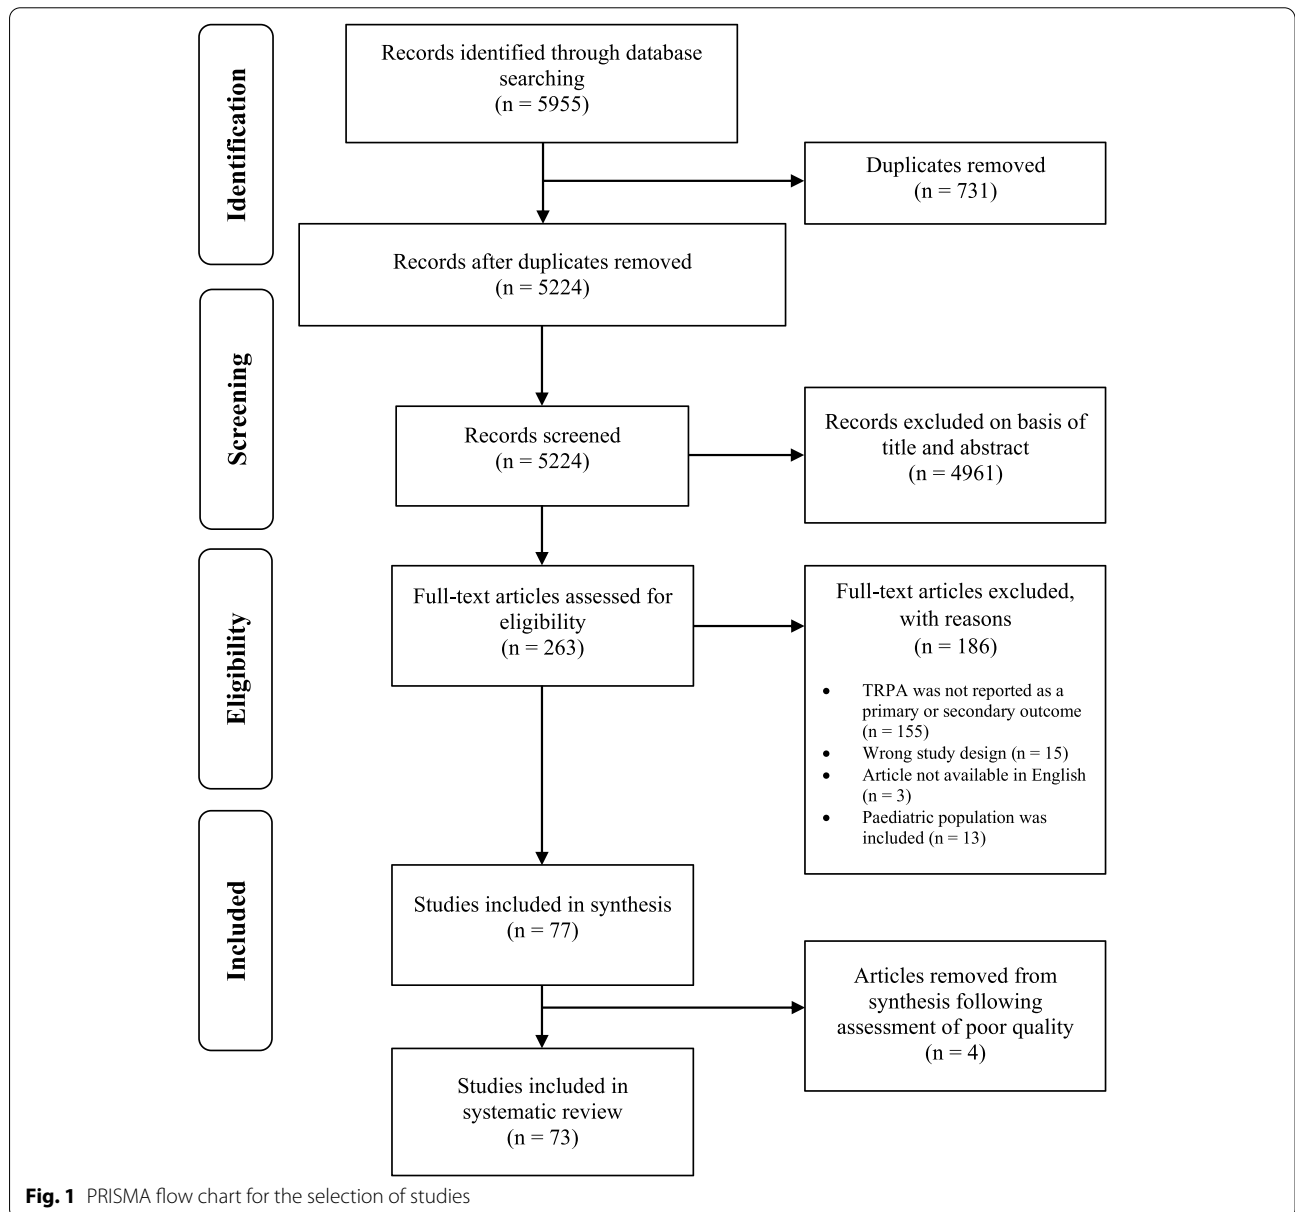 Identification
Records identified through database
searching
(n = 5955)
Duplicates removed
(n = 731)
Records after duplicates removed
(n = 5224)
Screening
Records screened
(n = 5224)
Records excluded on basis of
title and abstract
(n = 4961)
Eligibility
Full-text articles assessed for
eligibility
(n = 263)
Full-text articles excluded,
with reasons
(n = 186)
• TRPA was not reported as a
primary or secondary outcome
(n = 155)
• Wrong study design (n = 15)
• Article not available in English
(n = 3)
• Paediatric population was
included (n = 13)
Included
Studies included in synthesis
(n = 77)
Articles removed from
synthesis following
assessment of poor quality
(n = 4)
Studies included in
systematic review
(n = 73)
Fig. 1 PRISMA flow chart for the selection of studies